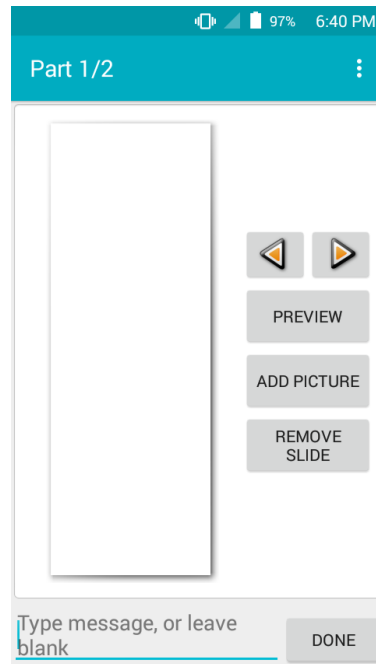 97% 6:40 PM
Part 1/2
PREVIEW
ADD PICTURE
REMOVE
SLIDE
Type message, or leave
blank
DONE